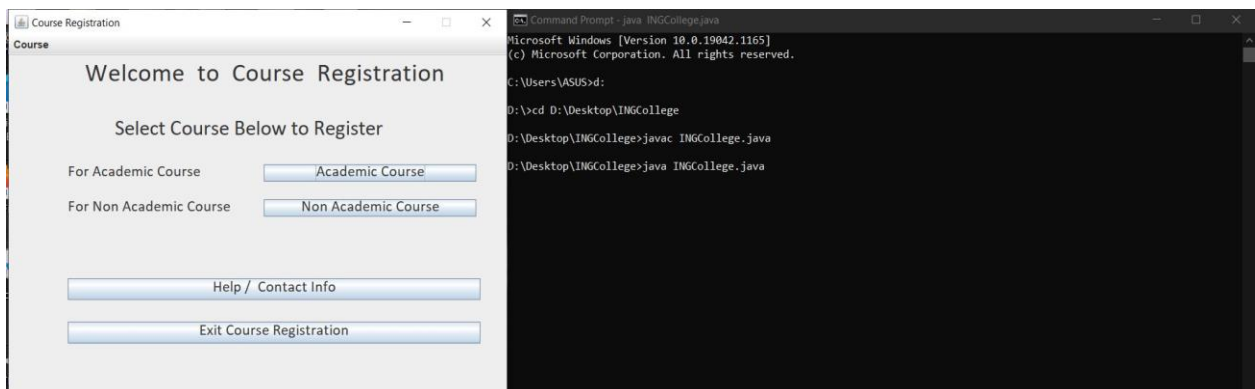 Course Registration
Course
Welcome to Course Registration
Select Course Below to Register
For Academic Course
Academic Course
For Non Academic Course
Non Academic Course
Help / Contact Info
Exit Course Registration
Command Prompt - java INGCollege.java
Microsoft Windows [Version 10.0.19042.1165]
(c) Microsoft Corporation. All rights reserved.
C:\Users\ASUS>d:
D:\>cd D:\Desktop\INGCollege
D:\Desktop\INGCollege>javac INGCollege.java
D:\Desktop\INGCollege>java INGCollege.java